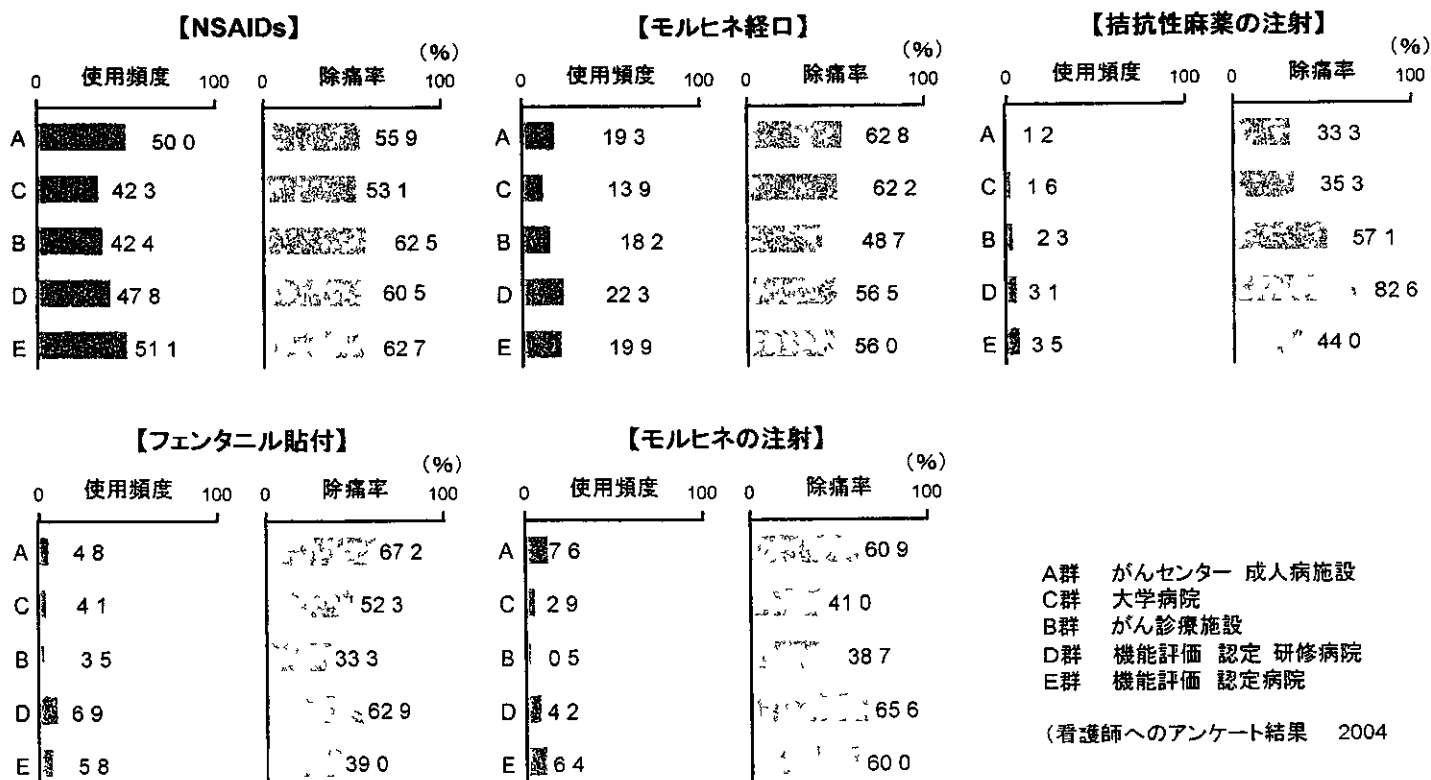 【NSAIDs】
(%)
0 使用頻度 100 0 除痛率 100
A 50 0 55 9
C 42 3 53 1
B 42 4 62 5
D 47 8 60 5
E 51 1 62 7
【モルヒネ経口】
(%)
0 使用頻度 100 0 除痛率 100
A 19 3 62 8
C 13 9 62 2
B 18 2 48 7
D 22 3 56 5
E 19 9 56 0
【拮抗性麻薬の注射】
(%)
0 使用頻度 100 0 除痛率 100
A 1 2 33 3
C 1 6 35 3
B 2 3 57 1
D 3 1 82 6
E 3 5 44 0
【フェンタニル貼付】
(%)
0 使用頻度 100 0 除痛率 100
A 4 8 67 2
C 4 1 52 3
B 3 5 33 3
D 6 9 62 9
E 5 8 39 0
【モルヒネの注射】
(%)
0 使用頻度 100 0 除痛率 100
A 7 6 60 9
C 2 9 41 0
B 0 5 38 7
D 4 2 65 6
E 6 4 60 0
A群 がんセンター 成人病施設
C群 大学病院
B群 がん診療施設
D群 機能評価 認定 研修病院
E群 機能評価 認定病院
(看護師へのアンケート結果 2004